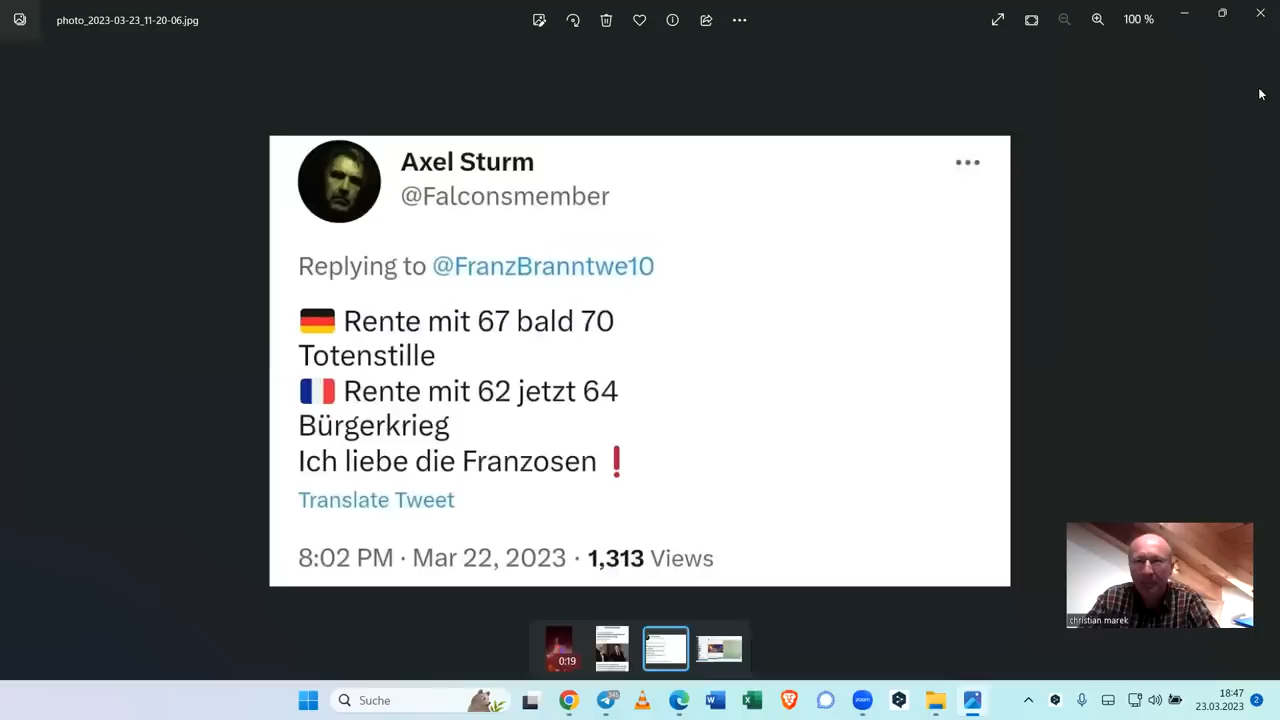 photo_2023-03-23_11-20-06.jpg
100 %
Axel Sturm
@Falconsmember
Replying to @FranzBranntwe10
🇩🇪 Rente mit 67 bald 70
Totenstille
🇫🇷 Rente mit 62 jetzt 64
Bürgerkrieg
Ich liebe die Franzosen ❗
Translate Tweet
8:02 PM · Mar 22, 2023 · 1,313 Views
christian marek
0:19
Suche
18:47
23.03.2023
2